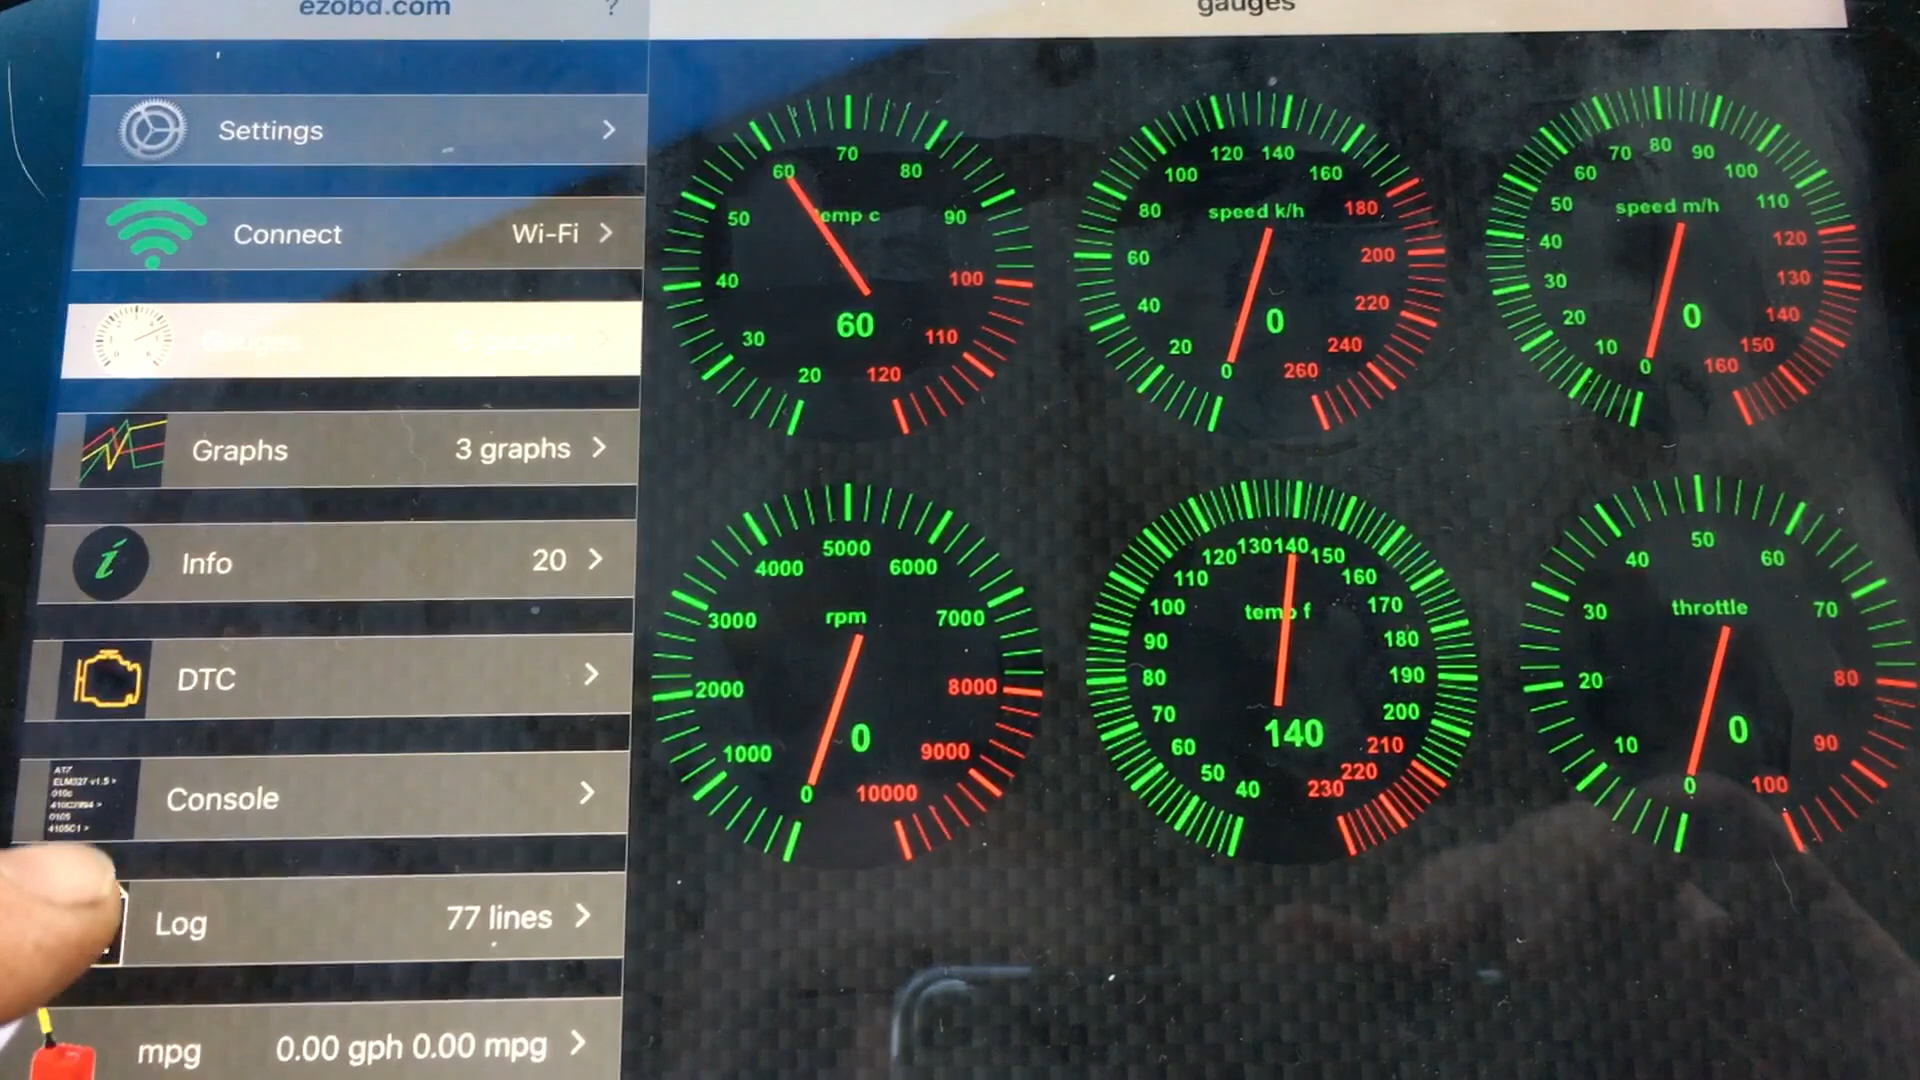 ezobd.com ?
gauges
Settings
Connect Wi-Fi
Gauges
Graphs 3 graphs
Info 20
DTC
Console
ELM327 v1.5 >
Log 77 lines
mpg 0.00 gph 0.00 mpg
temp c
20 30 40 50 60 70 80 90 100 110 120
60
speed k/h
0 20 40 60 80 100 120 140 160 180 200 220 240 260
0
speed m/h
0 10 20 30 40 50 60 70 80 90 100 110 120 130 140 150 160
0
rpm
0 1000 2000 3000 4000 5000 6000 7000 8000 9000 10000
0
temp f
40 50 60 70 80 90 100 110 120 130 140 150 160 170 180 190 200 210 220 230
140
throttle
0 10 20 30 40 50 60 70 80 90 100
0